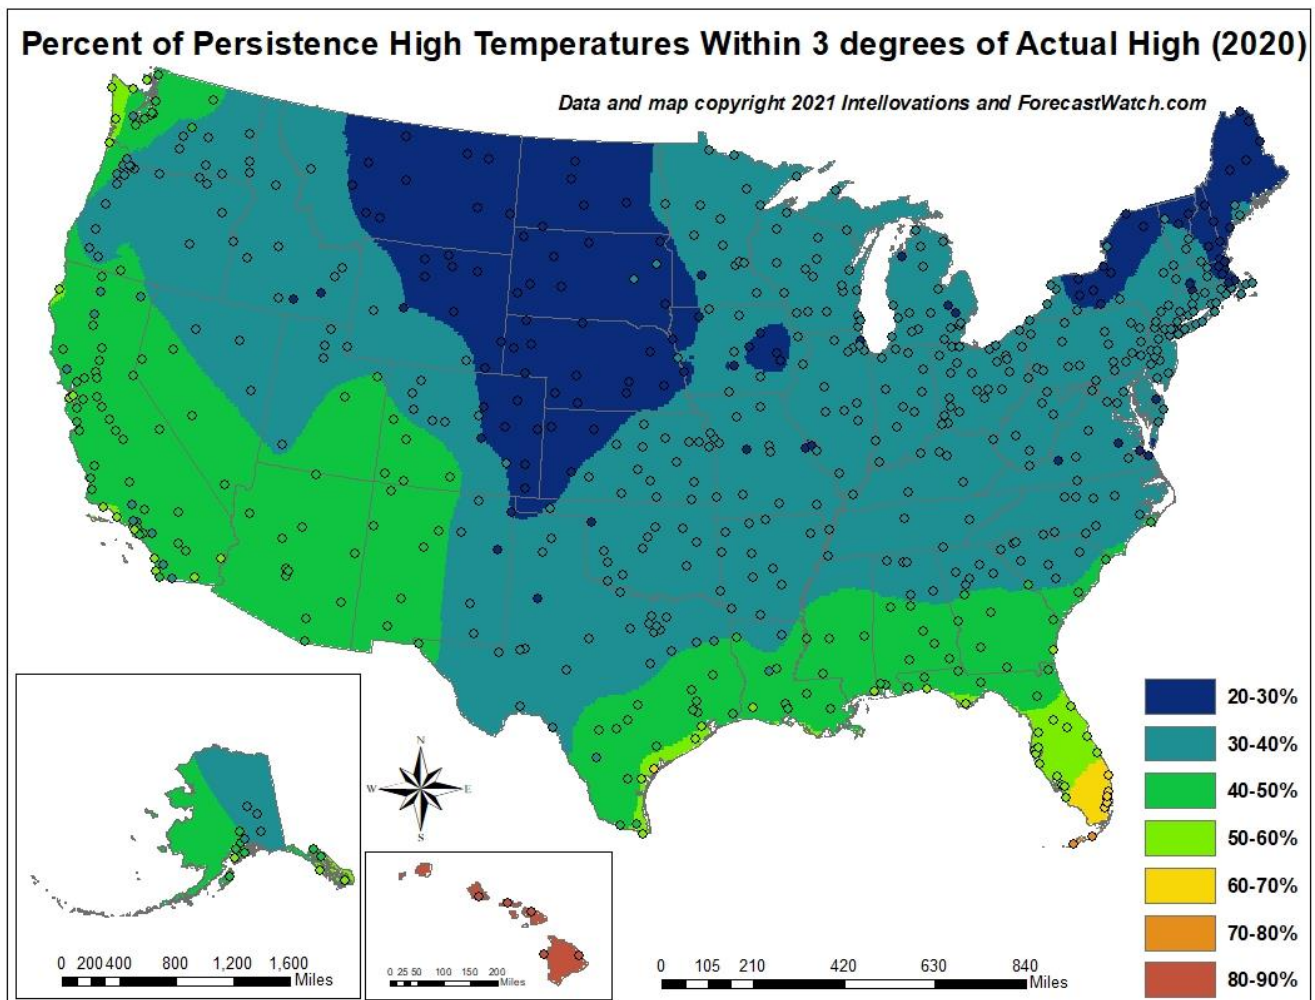 Percent of Persistence High Temperatures Within 3 degrees of Actual High (2020)
Data and map copyright 2021 Intellovations and ForecastWatch.com
20-30%
30-40%
40-50%
50-60%
60-70%
70-80%
80-90%
N
W E
S
0 200 400 800 1,200 1,600
Miles
0 25 50 100 150 200
Miles
0 105 210 420 630 840
Miles